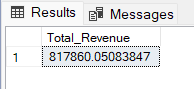 Results Messages
Total_Revenue
1 817860.05083847